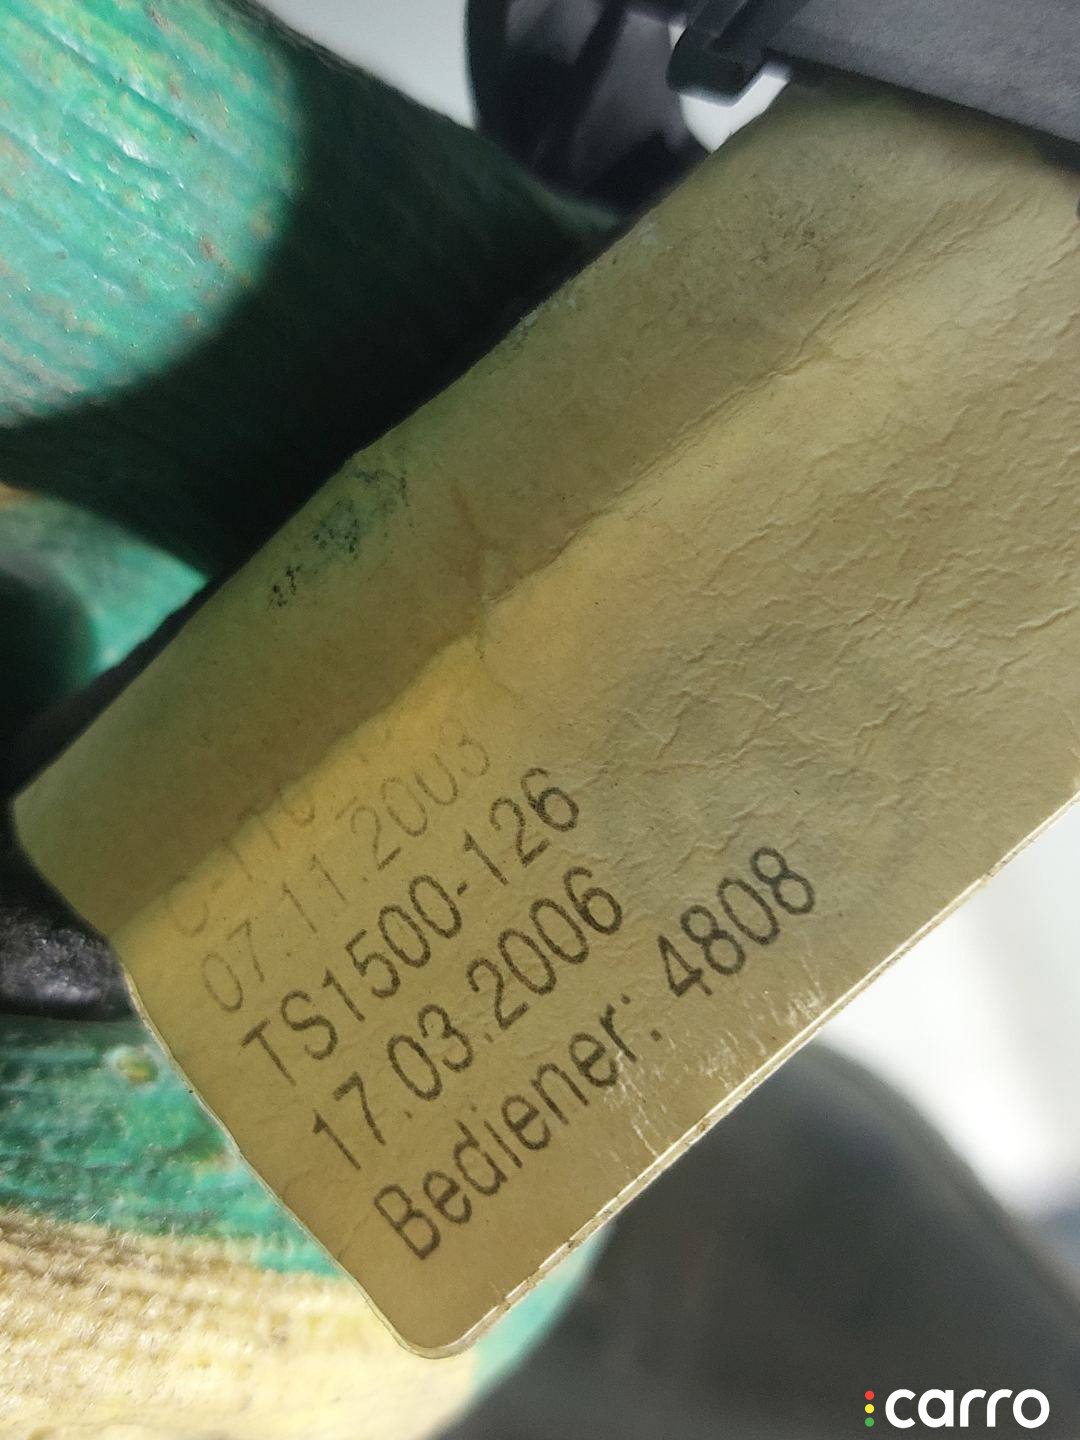 07.11.2003
TS1500-126
17.03.2006
Bediener: 4808
carro